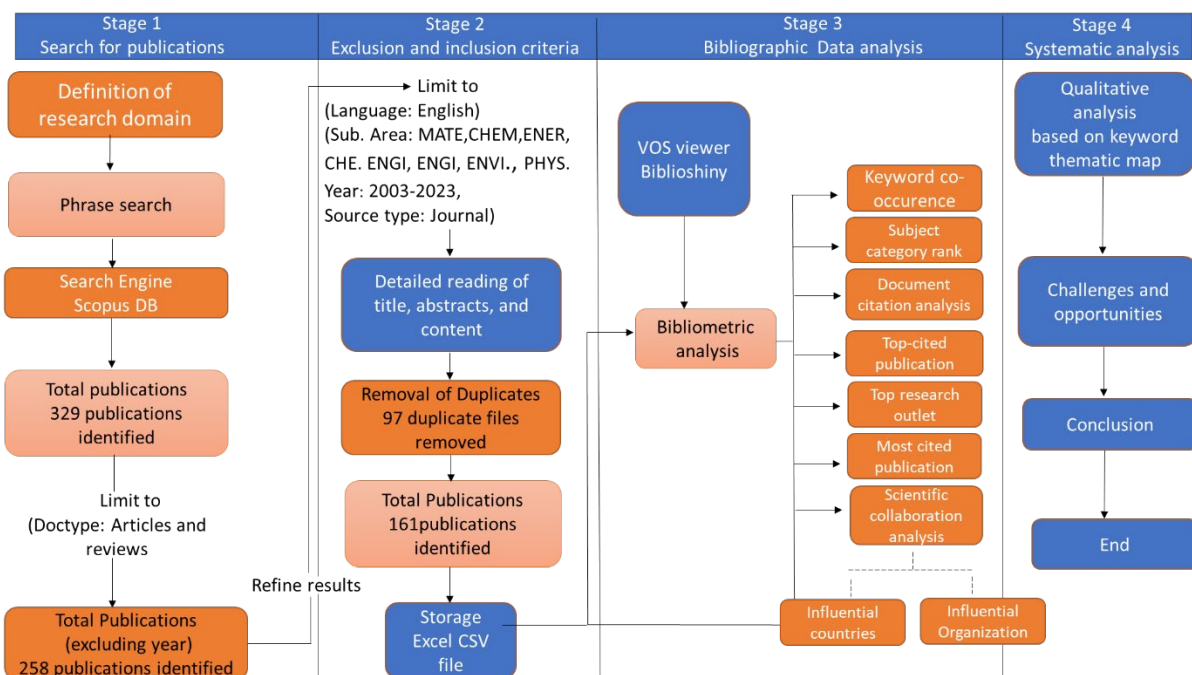 Stage 1
Search for publications
Stage 2
Exclusion and inclusion criteria
Stage 3
Bibliographic Data analysis
Stage 4
Systematic analysis
Definition of
research domain
Phrase search
Search Engine
Scopus DB
Total publications
329 publications
identified
Limit to
(Doctype: Articles and
reviews
Total Publications
(excluding year)
258 publications identified
Refine results
Limit to
(Language: English)
(Sub. Area: MATE,CHEM,ENER,
CHE. ENGI, ENGI, ENVI., PHYS.
Year: 2003-2023,
Source type: Journal)
Detailed reading of
title, abstracts, and
content
Removal of Duplicates
97 duplicate files
removed
Total Publications
161publications
identified
Storage
Excel CSV
file
VOS viewer
Biblioshiny
Bibliometric
analysis
Keyword co-
occurence
Subject
category rank
Document
citation analysis
Top-cited
publication
Top research
outlet
Most cited
publication
Scientific
collaboration
analysis
Influential
countries
Influential
Organization
Qualitative
analysis
based on keyword
thematic map
Challenges and
opportunities
Conclusion
End